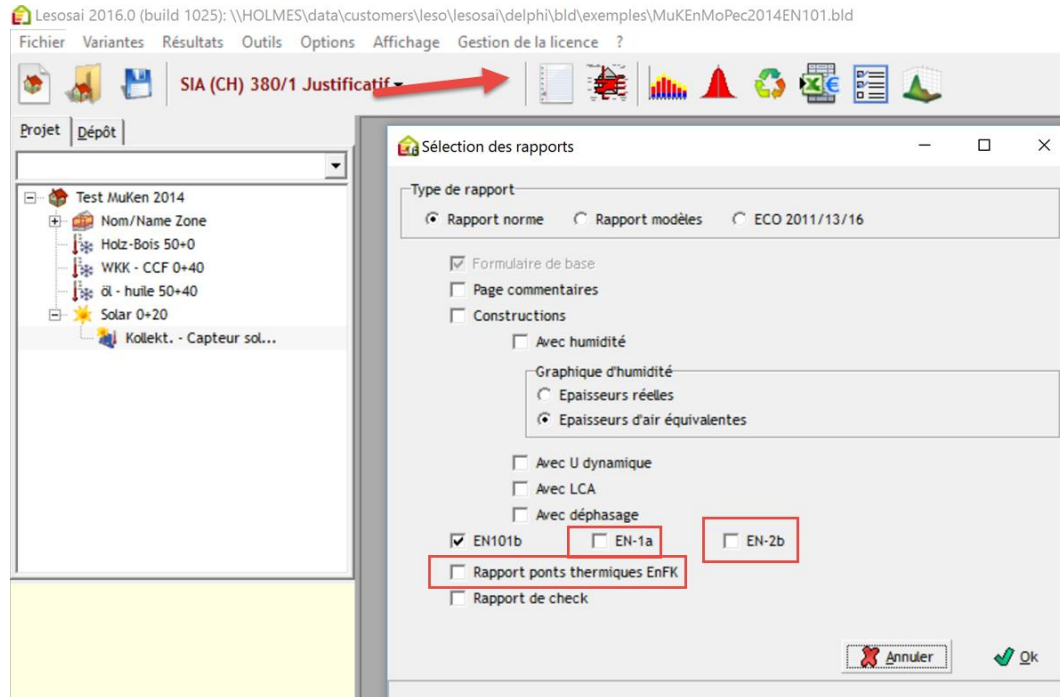 Lesosai 2016.0 (build 1025): \\HOLMES\data\customers\leso\lesosai\delphi\bld\exemples\MuKEnMoPec2014EN101.bld
Fichier Variantes Résultats Outils Options Affichage Gestion de la licence ?
SIA (CH) 380/1 Justificatif
Projet Dépôt
Test MuKen 2014
Nom/Name Zone
Holz-Bois 50+0
WKK - CCF 0+40
öl - huile 50+40
Solar 0+20
Kollekt. - Capteur sol...
Sélection des rapports
Type de rapport
Rapport norme Rapport modèles ECO 2011/13/16
Formulaire de base
Page commentaires
Constructions
Avec humidité
Graphique d'humidité
Epaisseurs réelles
Epaisseurs d'air équivalentes
Avec U dynamique
Avec LCA
Avec déphasage
EN101b EN-1a EN-2b
Rapport ponts thermiques EnFK
Rapport de check
Annuler Ok